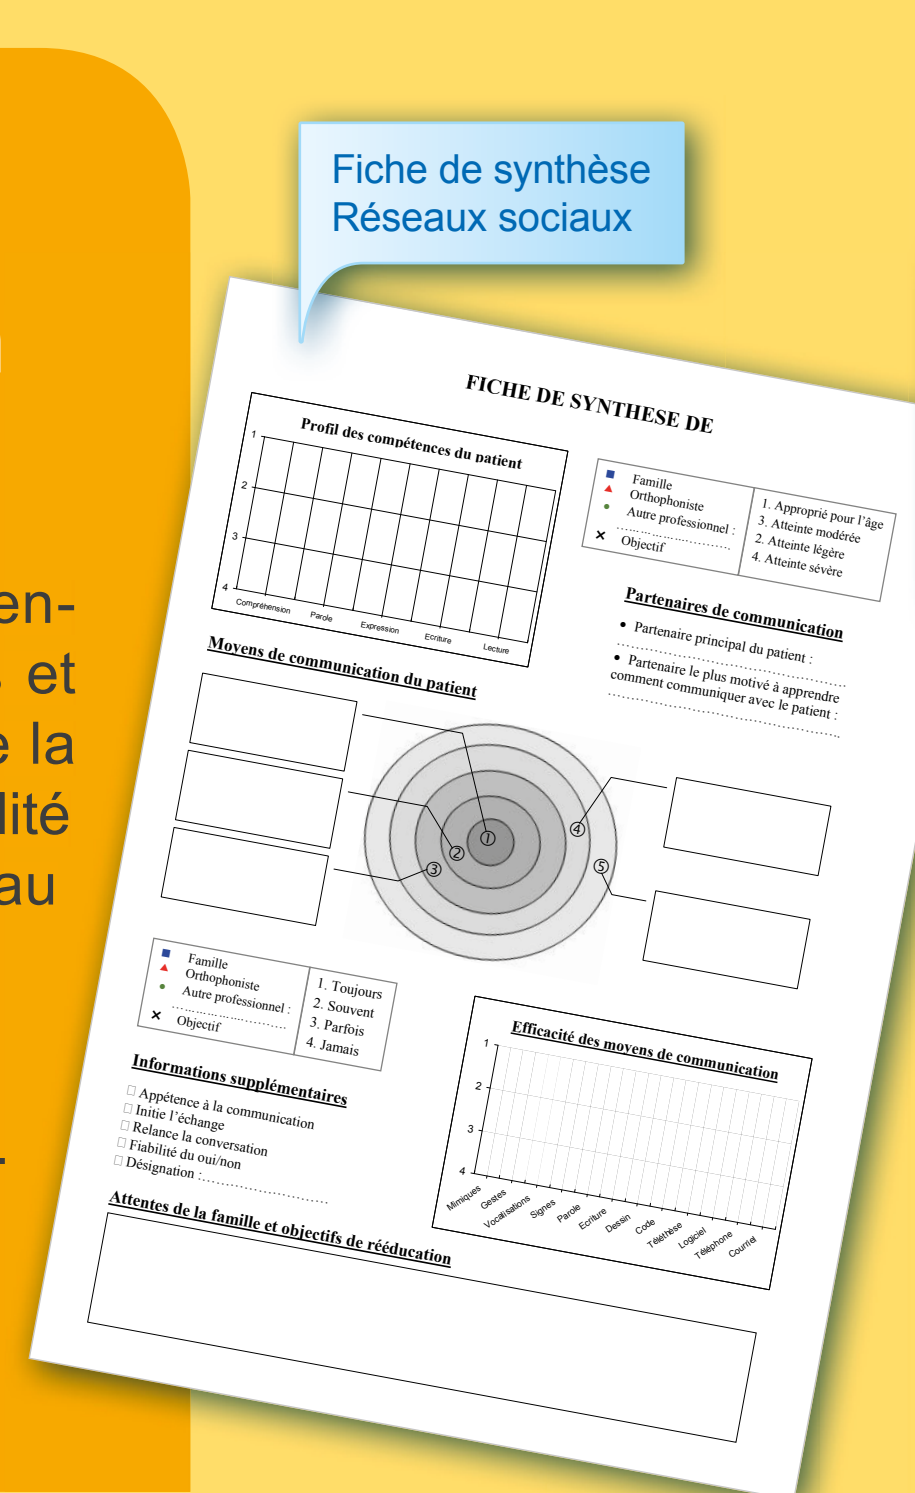 Fiche de synthèse
Réseaux sociaux
en-
et
la
lité
au
FICHE DE SYNTHESE DE
Profil des compétences du patient
1
2
3
4
Compréhension Parole Expression Ecriture Lecture
Famille
Orthophoniste
Autre professionnel :
................................
Objectif
1. Approprié pour l'âge
3. Atteinte modérée
2. Atteinte légère
4. Atteinte sévère
Partenaires de communication
• Partenaire principal du patient :
................................
• Partenaire le plus motivé à apprendre
comment communiquer avec le patient :
................................
Moyens de communication du patient
1
2
3
4
5
Famille
Orthophoniste
Autre professionnel :
................................
Objectif
1. Toujours
2. Souvent
3. Parfois
4. Jamais
Informations supplémentaires
□ Appétence à la communication
□ Initie l'échange
□ Relance la conversation
□ Fiabilité du oui/non
□ Désignation :................................
Efficacité des moyens de communication
1
2
3
4
Mimiques Gestes Vocalisations Signes Parole Ecriture Dessin Code Téléthèse Logiciel Téléphone Courriel
Attentes de la famille et objectifs de rééducation